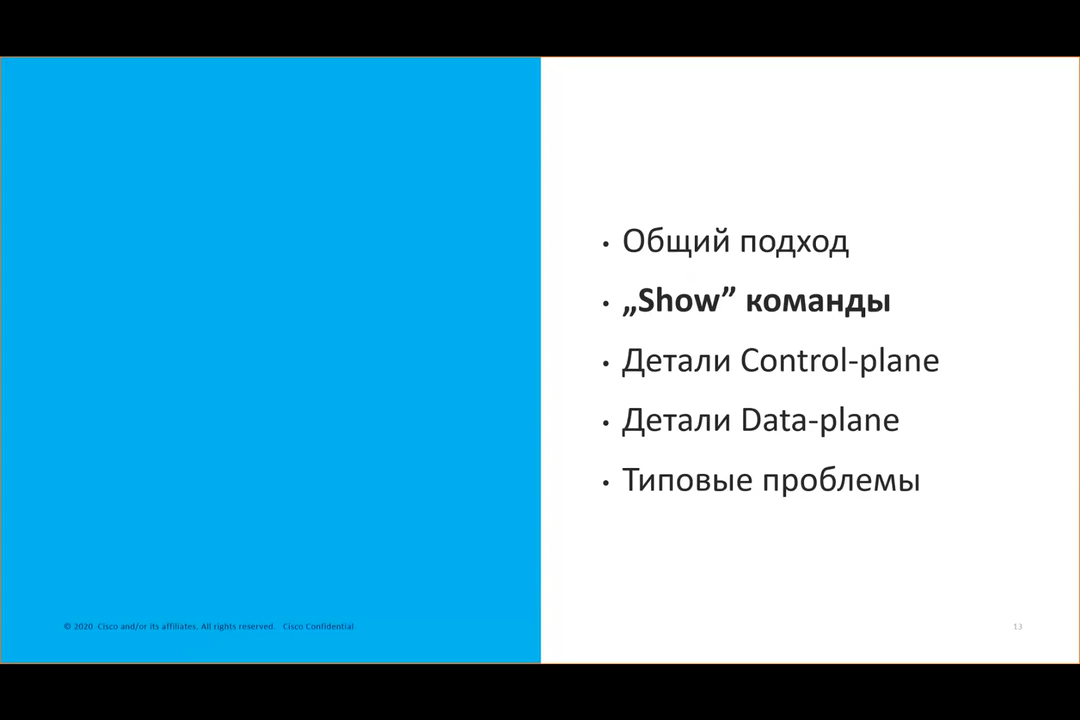 • Общий подход
• „Show” команды
• Детали Control-plane
• Детали Data-plane
• Типовые проблемы
© 2020 Cisco and/or its affiliates. All rights reserved. Cisco Confidential
13